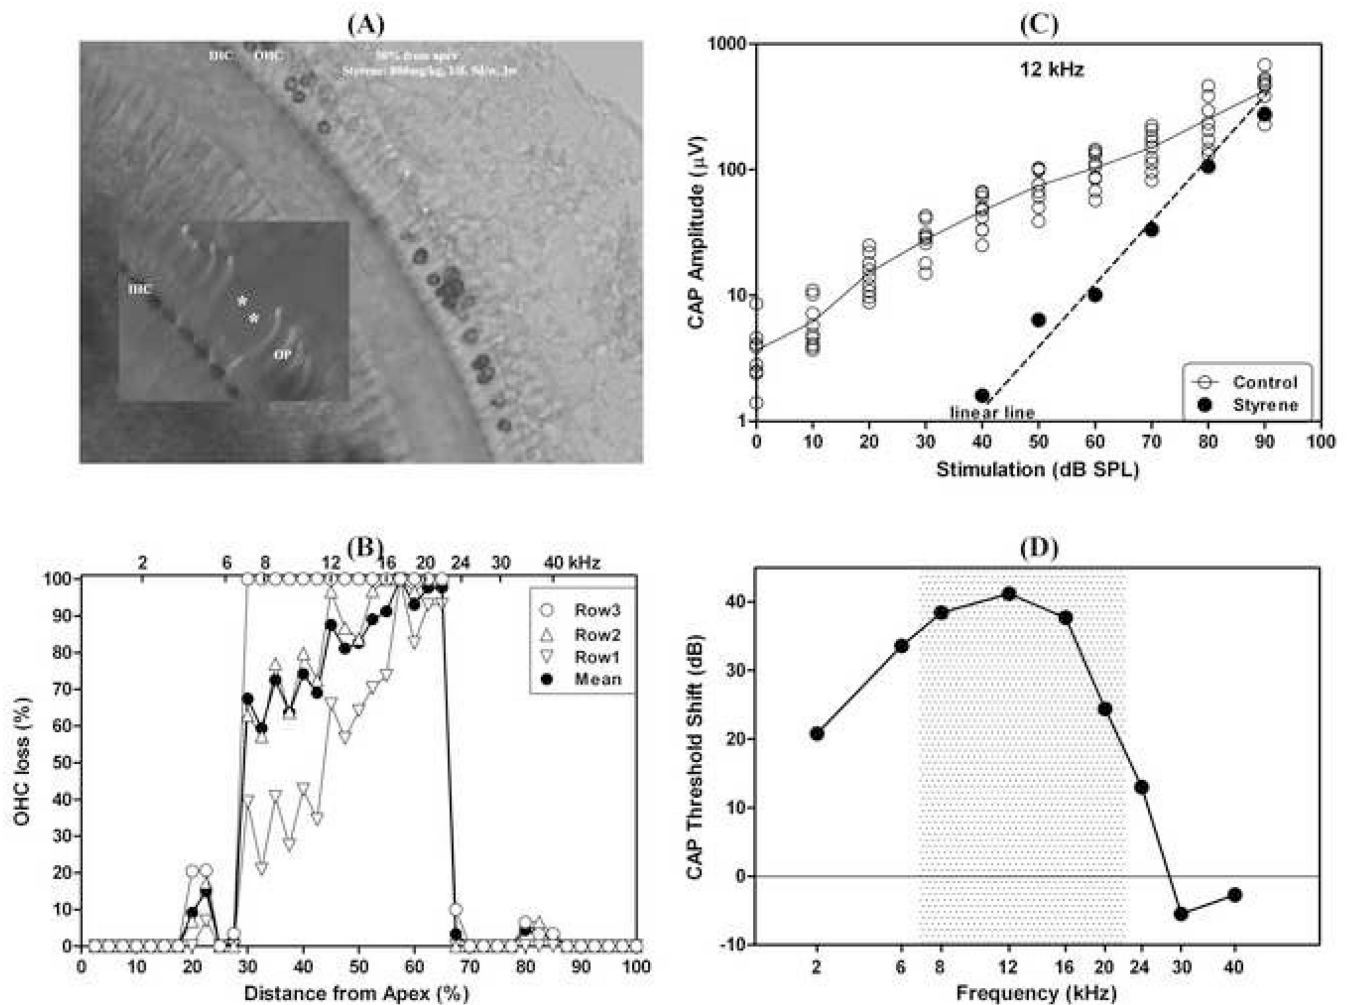 (A)
IHC OHC 50% from apex
IHC
*
*
OP
(C)
12 kHz
CAP Amplitude (μV)
1000
100
10
1
0 10 20 30 40 50 60 70 80 90 100
Stimulation (dB SPL)
linear line
Control
Styrene
(B)
2 6 8 12 16 20 24 30 40 kHz
OHC loss (%)
100
90
80
70
60
50
40
30
20
10
0
0 10 20 30 40 50 60 70 80 90 100
Distance from Apex (%)
Row3
Row2
Row1
Mean
(D)
CAP Threshold Shift (dB)
40
30
20
10
0
-10
2 6 8 12 16 20 24 30 40
Frequency (kHz)